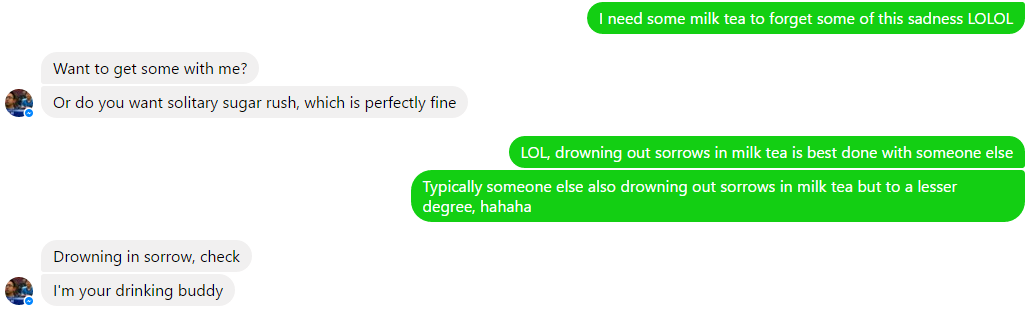 I need some milk tea to forget some of this sadness LOLOL
Want to get some with me?
Or do you want solitary sugar rush, which is perfectly fine
LOL, drowning out sorrows in milk tea is best done with someone else
Typically someone else also drowning out sorrows in milk tea but to a lesser
degree, hahaha
Drowning in sorrow, check
I'm your drinking buddy